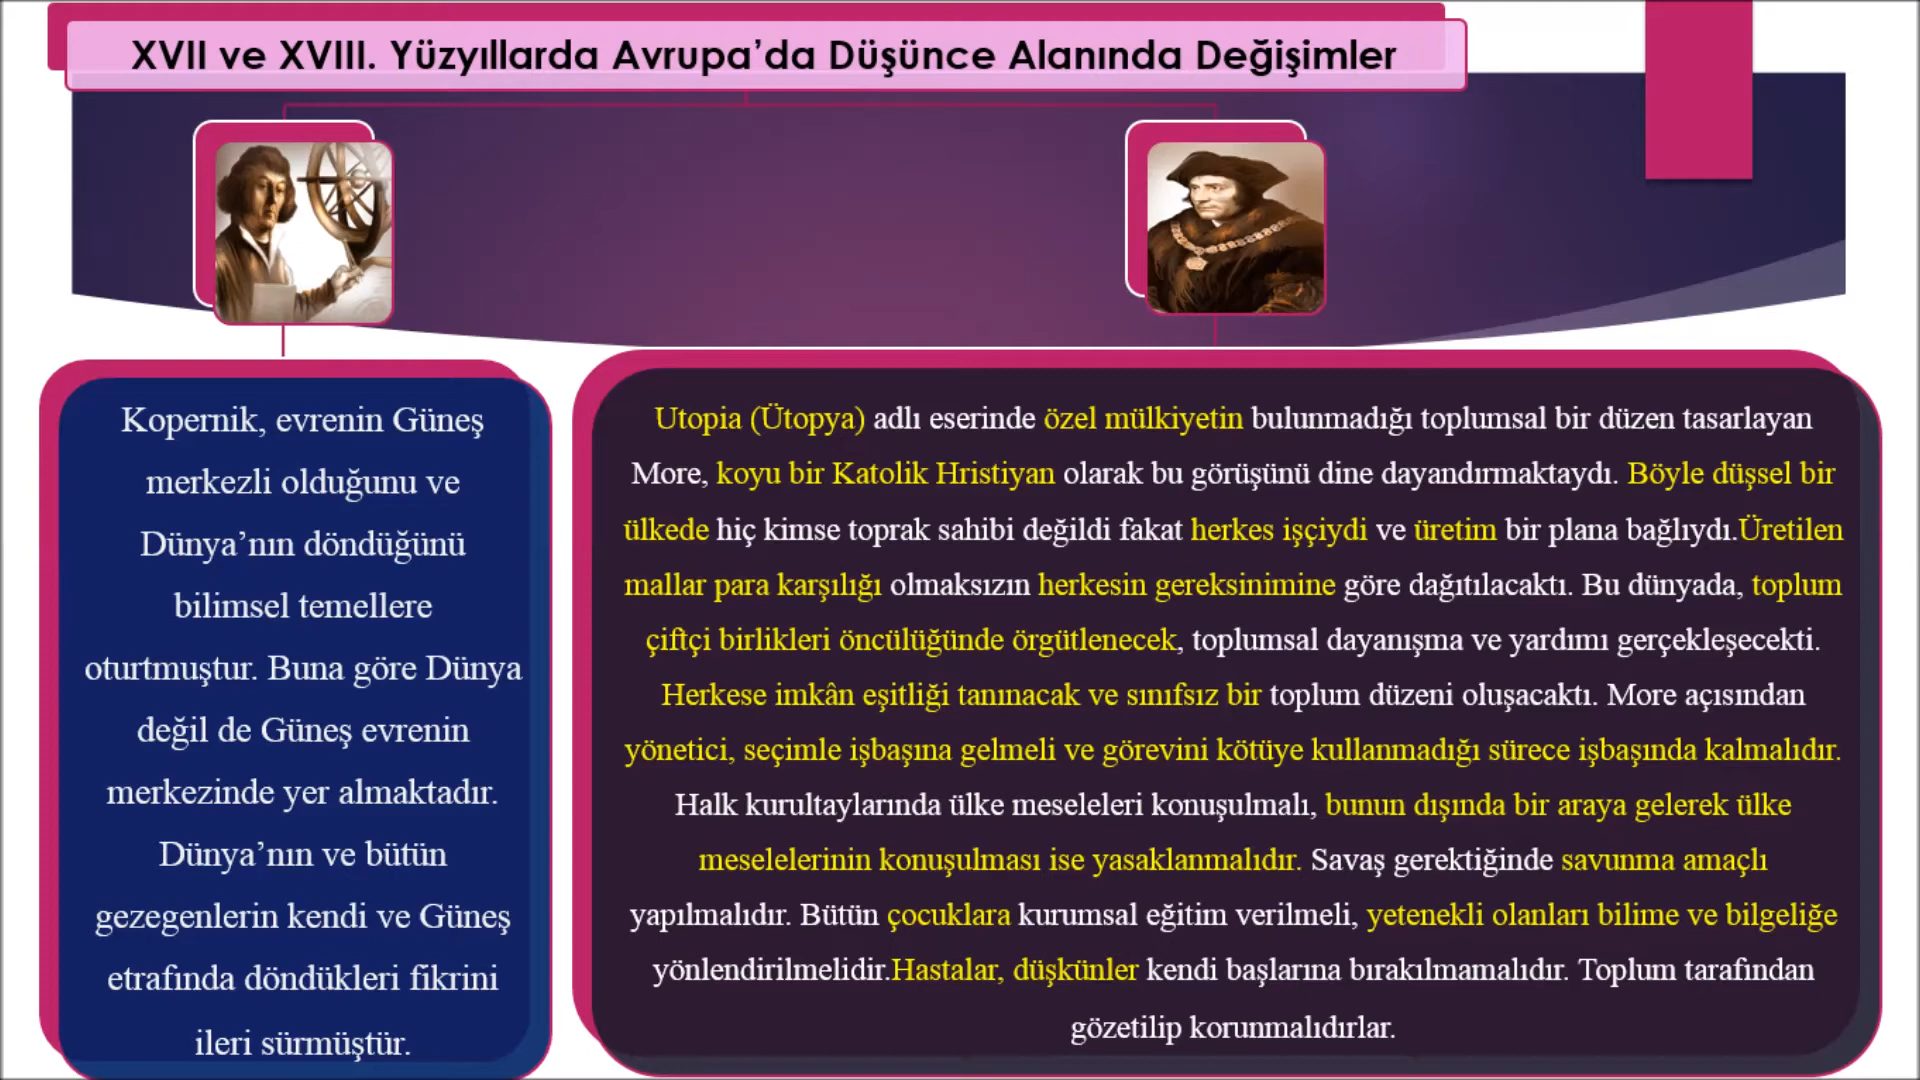 XVII ve XVIII. Yüzyıllarda Avrupa’da Düşünce Alanında Değişimler
Kopernik, evrenin Güneş
merkezli olduğunu ve
Dünya’nın döndüğünü
bilimsel temellere
oturtmuştur. Buna göre Dünya
değil de Güneş evrenin
merkezinde yer almaktadır.
Dünya’nın ve bütün
gezegenlerin kendi ve Güneş
etrafında döndükleri fikrini
ileri sürmüştür.
Utopia (Ütopya) adlı eserinde özel mülkiyetin bulunmadığı toplumsal bir düzen tasarlayan
More, koyu bir Katolik Hristiyan olarak bu görüşünü dine dayandırmaktaydı. Böyle düşsel bir
ülkede hiç kimse toprak sahibi değildi fakat herkes işçiydi ve üretim bir plana bağlıydı.Üretilen
mallar para karşılığı olmaksızın herkesin gereksinimine göre dağıtılacaktı. Bu dünyada, toplum
çiftçi birlikleri öncülüğünde örgütlenecek, toplumsal dayanışma ve yardımı gerçekleşecekti.
Herkese imkân eşitliği tanınacak ve sınıfsız bir toplum düzeni oluşacaktı. More açısından
yönetici, seçimle işbaşına gelmeli ve görevini kötüye kullanmadığı sürece işbaşında kalmalıdır.
Halk kurultaylarında ülke meseleleri konuşulmalı, bunun dışında bir araya gelerek ülke
meselelerinin konuşulması ise yasaklanmalıdır. Savaş gerektiğinde savunma amaçlı
yapılmalıdır. Bütün çocuklara kurumsal eğitim verilmeli, yetenekli olanları bilime ve bilgeliğe
yönlendirilmelidir.Hastalar, düşkünler kendi başlarına bırakılmamalıdır. Toplum tarafından
gözetilip korunmalıdırlar.